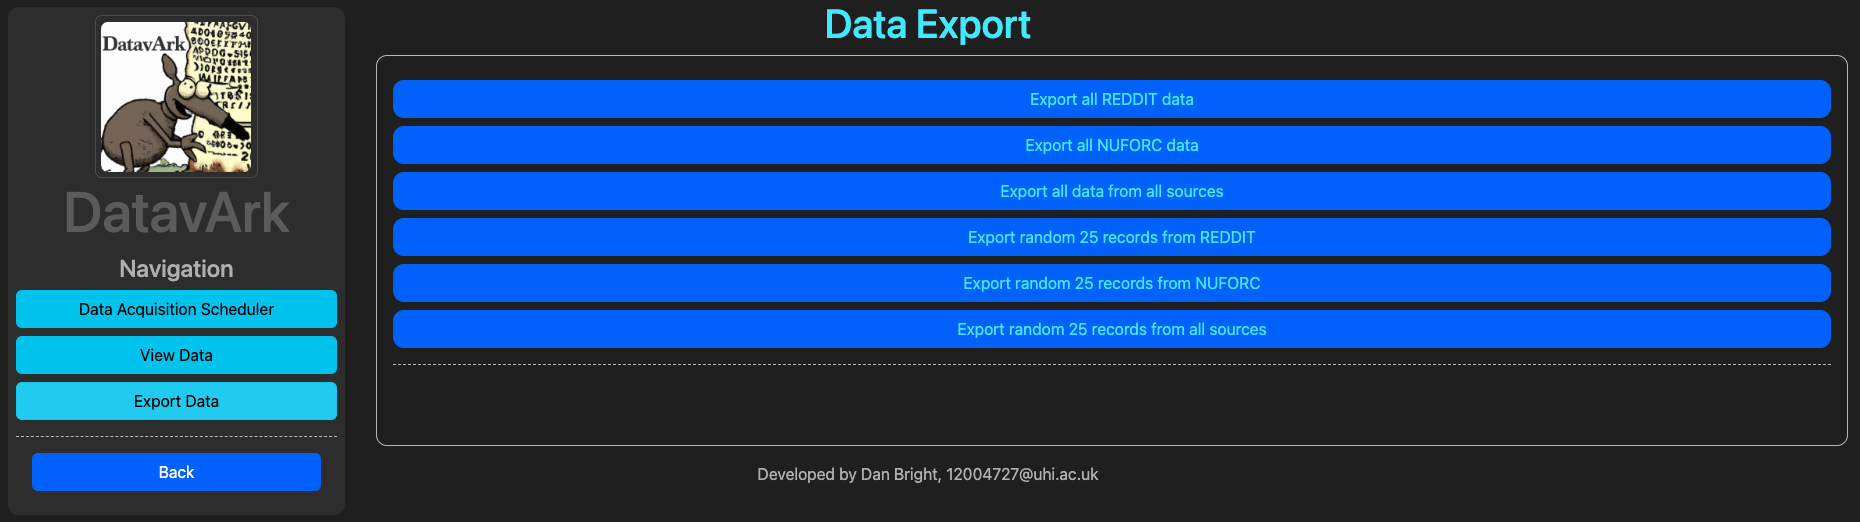 DatavArk
DatavArk
Navigation
Data Acquisition Scheduler
View Data
Export Data
Back
Data Export
Export all REDDIT data
Export all NUFORC data
Export all data from all sources
Export random 25 records from REDDIT
Export random 25 records from NUFORC
Export random 25 records from all sources
Developed by Dan Bright, 12004727@uhi.ac.uk